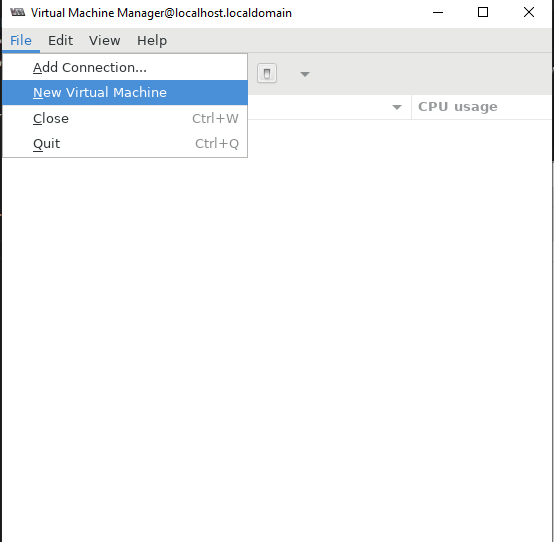 Virtual Machine Manager@localhost.localdomain
File Edit View Help
Add Connection...
New Virtual Machine
CPU usage
Close Ctrl+W
Quit Ctrl+Q